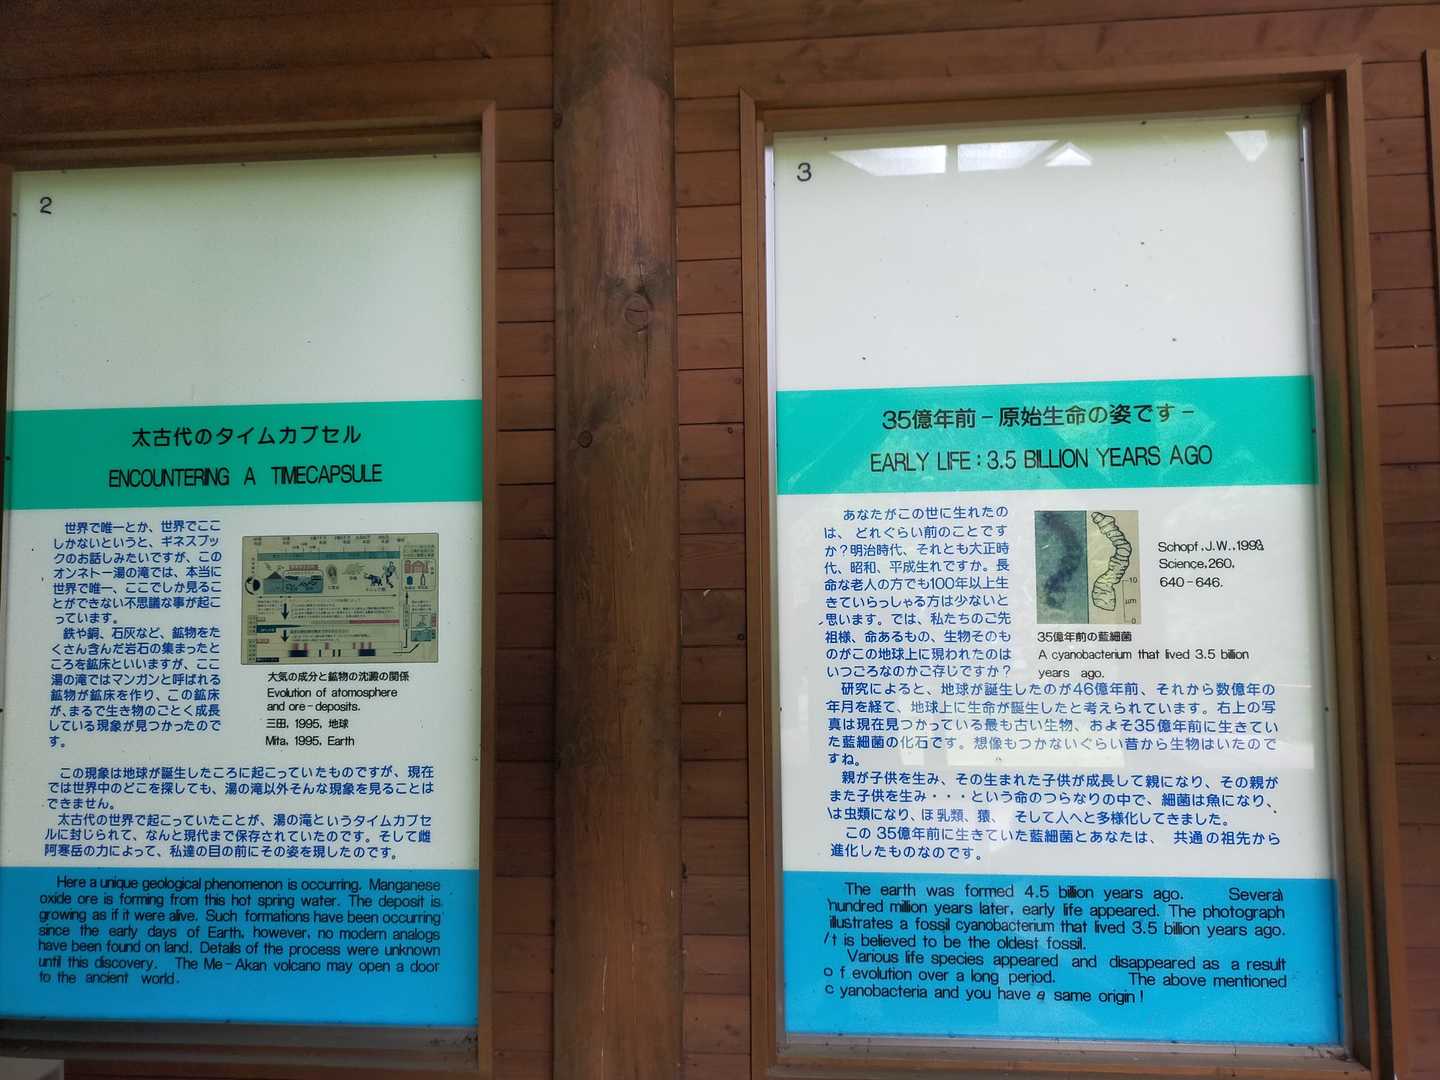 2
太古代のタイムカプセル
ENCOUNTERING A TIMECAPSULE
世界で唯一とか、世界でここ
しかないというと、ギネスブッ
クのお話しみたいですが、この
オンネトー湯の滝では、本当に
世界で唯一、ここでしか見るこ
とができない不思議な事が起こ
っています。
鉄や銅、石灰など、鉱物をた
くさん含んだ岩石の集まったと
ころを鉱床といいますが、ここ
湯の滝ではマンガンと呼ばれる
鉱物が鉱床を作り、この鉱床
が、まるで生き物のごとく成長
している現象が見つかったので
す。
大気の成分と鉱物の沈澱の関係
Evolution of atomosphere
and ore-deposits.
三田, 1995, 地球
Mita, 1995, Earth
この現象は地球が誕生したころに起こっていたものですが、現在
では世界中のどこを探しても、湯の滝以外そんな現象を見ることは
できません。
太古代の世界で起こっていたことが、湯の滝というタイムカプセ
ルに封じられて、なんと現代まで保存されていたのです。そして雌
阿寒岳の力によって、私達の目の前にその姿を現したのです。
Here a unique geological phenomenon is occurring. Manganese
oxide ore is forming from this hot spring water. The deposit is
growing as if it were alive. Such formations have been occurring
since the early days of Earth, however, no modern analogs
have been found on land. Details of the process were unknown
until this discovery. The Me-Akan volcano may open a door
to the ancient world.
3
35億年前-原始生命の姿です-
EARLY LIFE : 3.5 BILLION YEARS AGO
あなたがこの世に生れたの
は、どれぐらい前のことです
か？明治時代、それとも大正時
代、昭和、平成生れですか。長
命な老人の方でも100年以上生
きていらっしゃる方は少ないと
思います。では、私たちのご先
祖様、命あるもの、生物そのも
のがこの地球上に現われたのは
いつごろなのかご存じですか？
10
μm
0
Schopf,J.W.,1993,
Science,260,
640-646.
35億年前の藍細菌
A cyanobacterium that lived 3.5 billion
years ago.
研究によると、地球が誕生したのが46億年前、それから数億年の
年月を経て、地球上に生命が誕生したと考えられています。右上の写
真は現在見つかっている最も古い生物、およそ35億年前に生きてい
た藍細菌の化石です。想像もつかないぐらい昔から生物はいたので
すね。
親が子供を生み、その生まれた子供が成長して親になり、その親が
また子供を生み・・・という命のつらなりの中で、細菌は魚になり、
は虫類になり、ほ乳類、猿、そして人へと多様化してきました。
この35億年前に生きていた藍細菌とあなたは、共通の祖先から
進化したものなのです。
The earth was formed 4.5 billion years ago. Several
hundred million years later, early life appeared. The photograph
illustrates a fossil cyanobacterium that lived 3.5 billion years ago.
It is believed to be the oldest fossil.
Various life species appeared and disappeared as a result
of evolution over a long period. The above mentioned
cyanobacteria and you have a same origin!